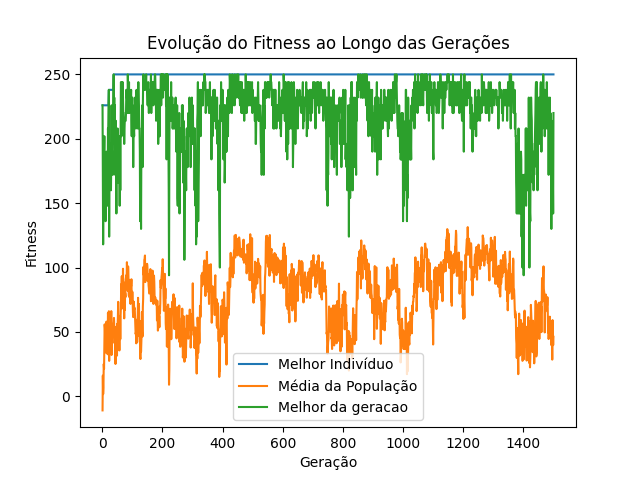 Evolução do Fitness ao Longo das Gerações
250
200
150
100
50
0
Fitness
0 200 400 600 800 1000 1200 1400
Geração
Melhor Indivíduo
Média da População
Melhor da geracao